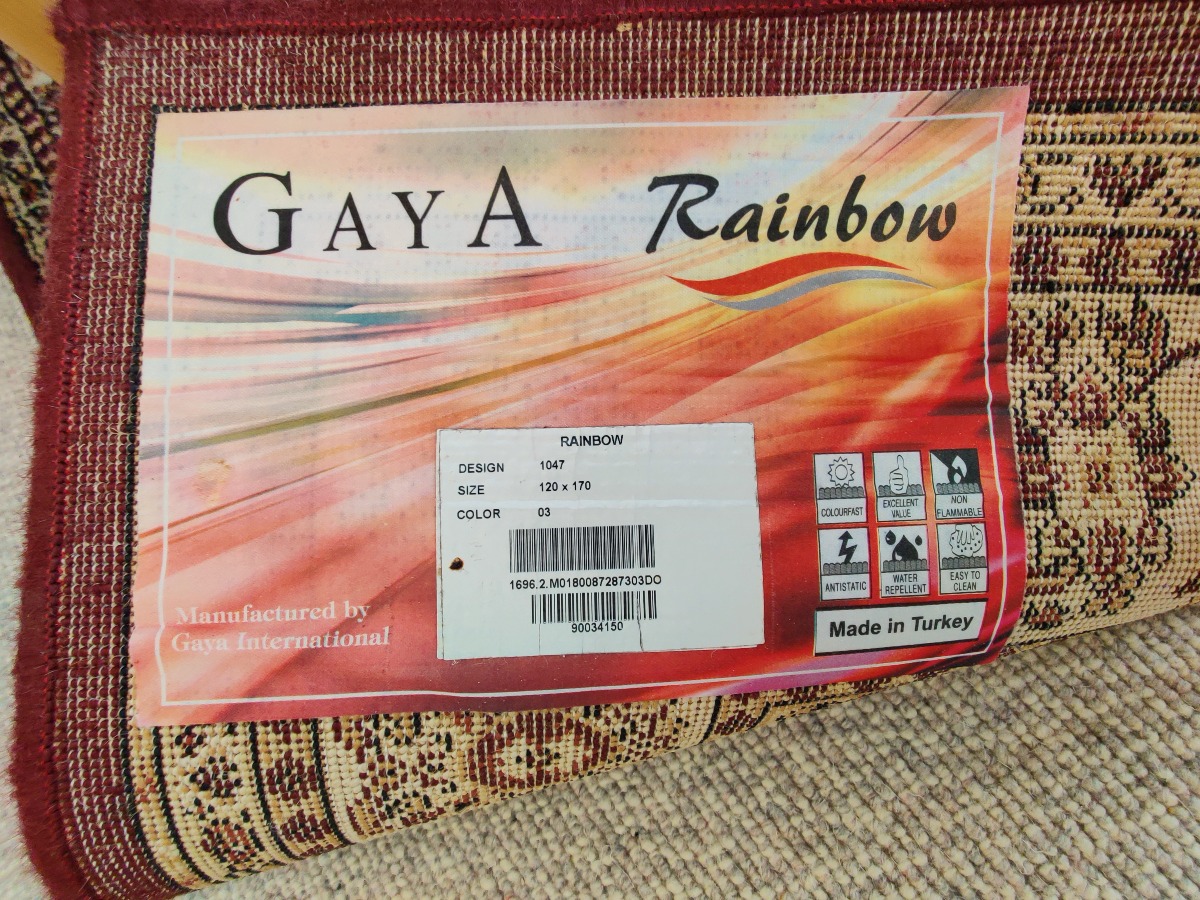 GAYA Rainbow
RAINBOW
DESIGN 1047
SIZE 120 x 170
COLOR 03
1696.2.M0180087287303DO
90034150
Manufactured by
Gaya International
COLOURFAST
EXCELLENT
VALUE
NON
FLAMMABLE
ANTISTATIC
WATER
REPELLENT
EASY TO
CLEAN
Made in Turkey